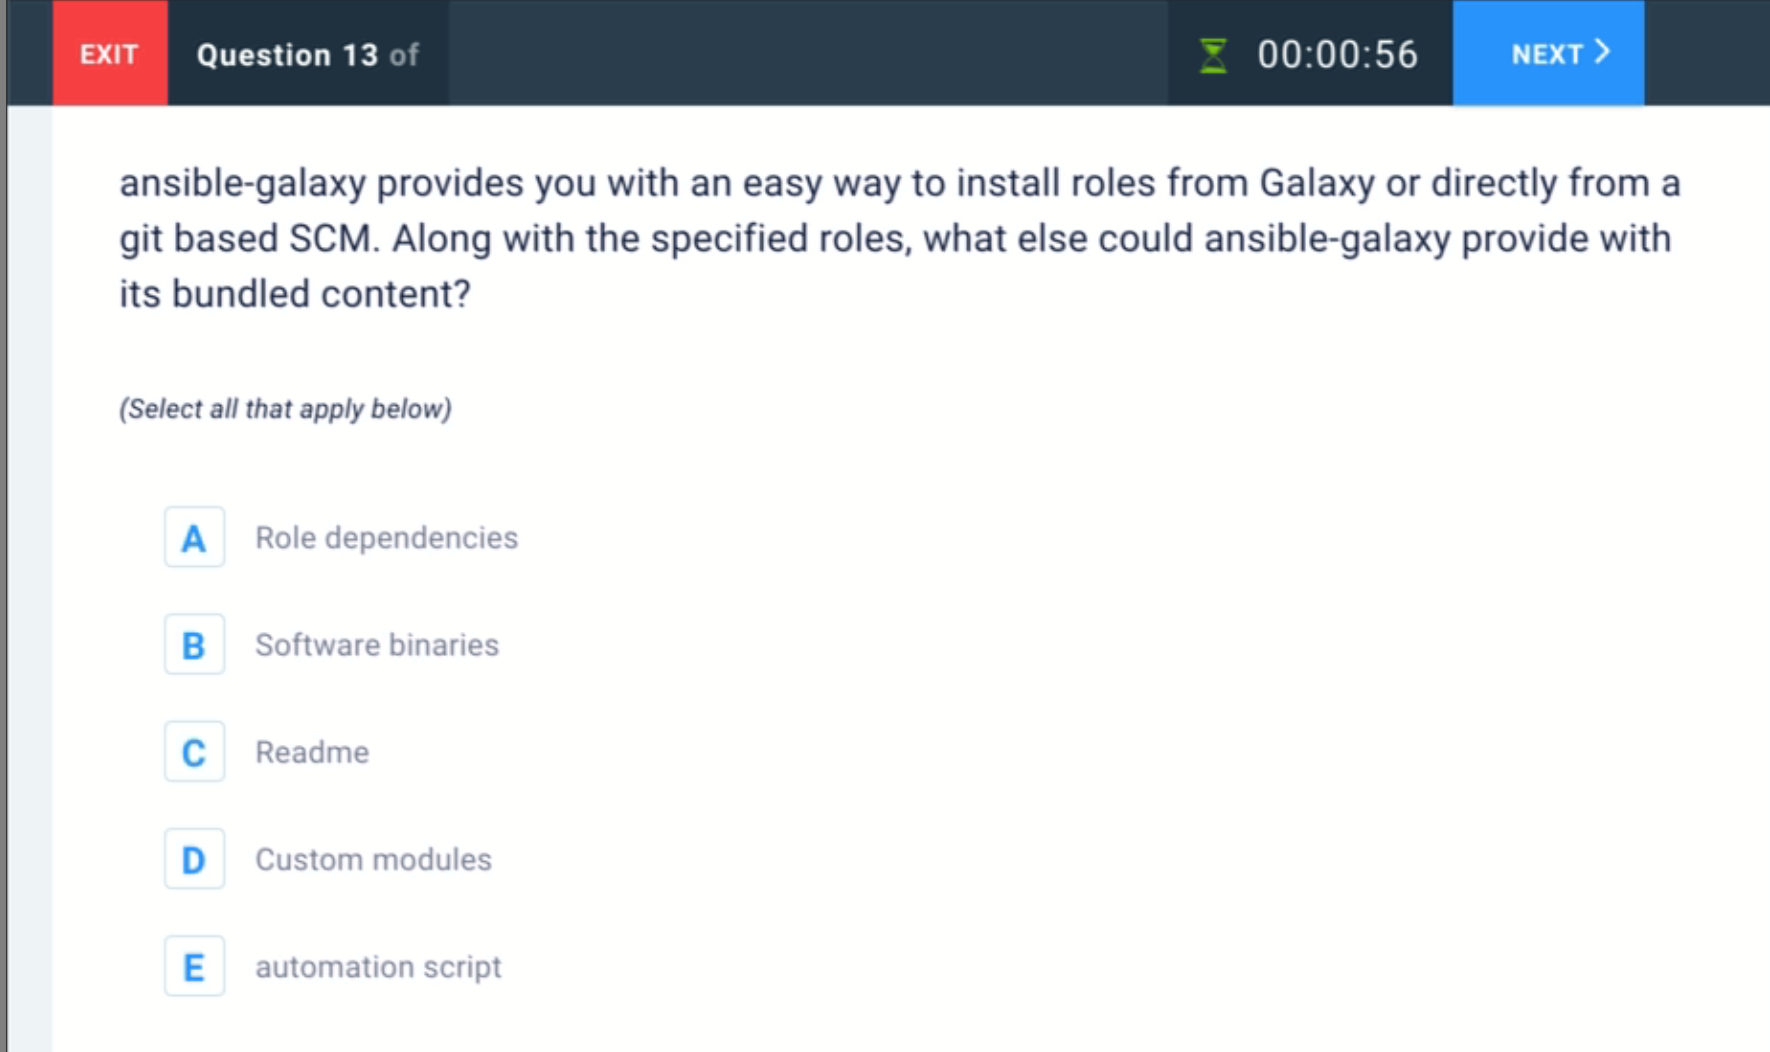 EXIT
Question 13 of
00:00:56
NEXT >
ansible-galaxy provides you with an easy way to install roles from Galaxy or directly from a
git based SCM. Along with the specified roles, what else could ansible-galaxy provide with
its bundled content?
(Select all that apply below)
A Role dependencies
B Software binaries
C Readme
D Custom modules
E automation script